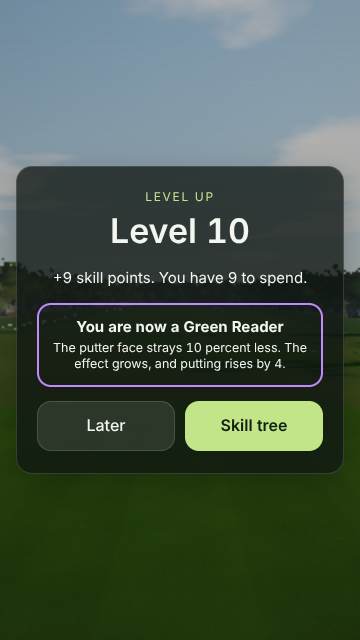 LEVEL UP
Level 10
+9 skill points. You have 9 to spend.
You are now a Green Reader
The putter face strays 10 percent less. The
effect grows, and putting rises by 4.
Later
Skill tree